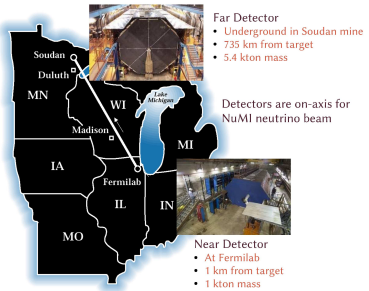 Far Detector
• Underground in Soudan mine
• 735 km from target
• 5.4 kton mass
Detectors are on-axis for
NuMI neutrino beam
Soudan
Duluth
MN
WI
Lake
Michigan
Madison
MI
IA
Fermilab
IL
IN
MO
Near Detector
• At Fermilab
• 1 km from target
• 1 kton mass